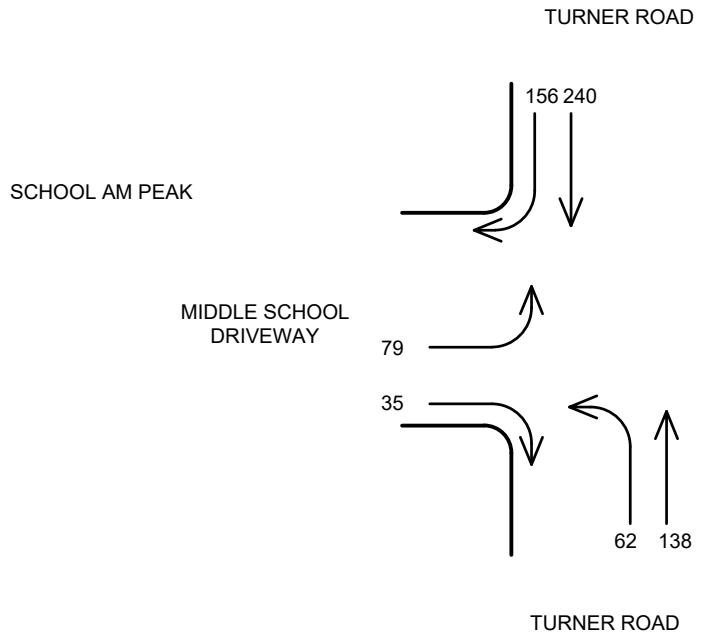 TURNER ROAD
156 240
SCHOOL AM PEAK
MIDDLE SCHOOL
DRIVEWAY
79
35
62 138
TURNER ROAD